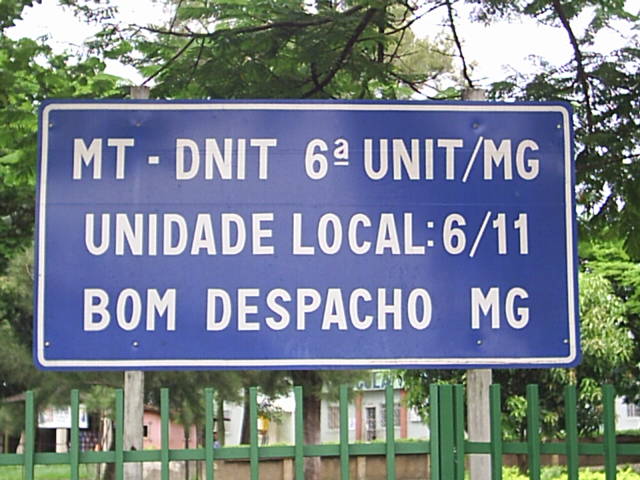 MT - DNIT 6ª UNIT/MG
UNIDADE LOCAL: 6/11
BOM DESPACHO MG